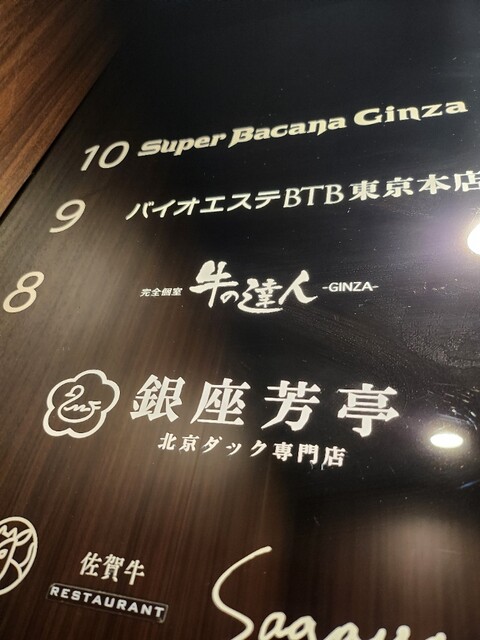 10 Super Bacana Ginza
9 バイオエステBTB東京本店
8 完全個室 牛の達人 -GINZA-
銀座芳亭
北京ダック専門店
佐賀牛
RESTAURANT